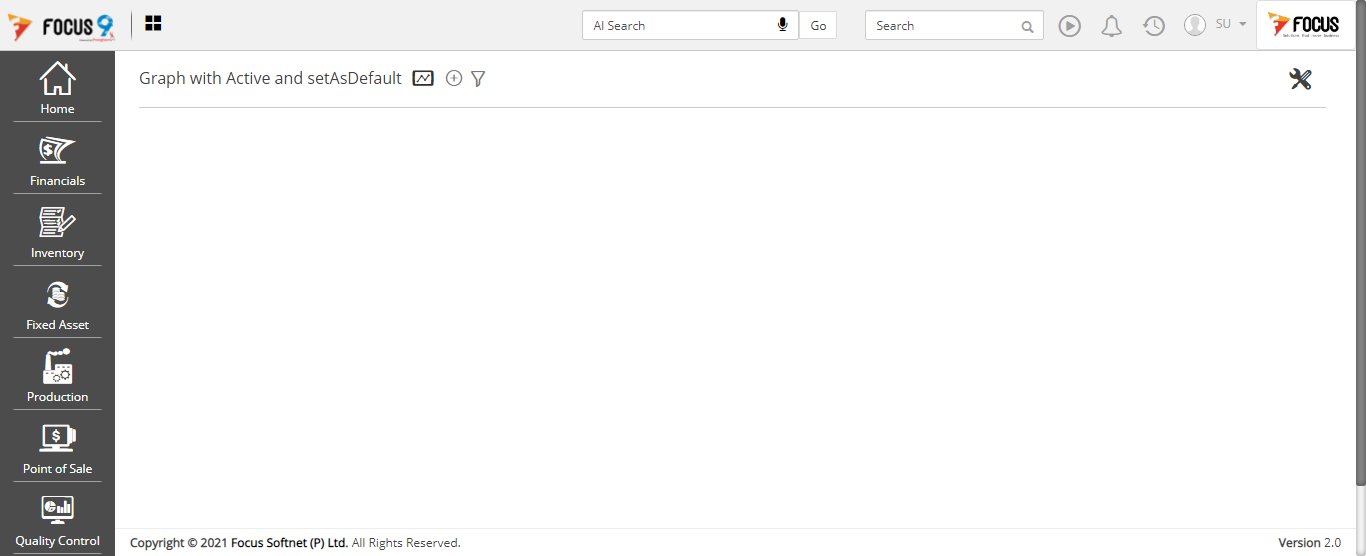 FOCUS 9
AI Search
Go
Search
SU
FOCUS
Graph with Active and setAsDefault
Home
Financials
Inventory
Fixed Asset
Production
Point of Sale
Quality Control
Copyright © 2021 Focus Softnet (P) Ltd. All Rights Reserved.
Version 2.0